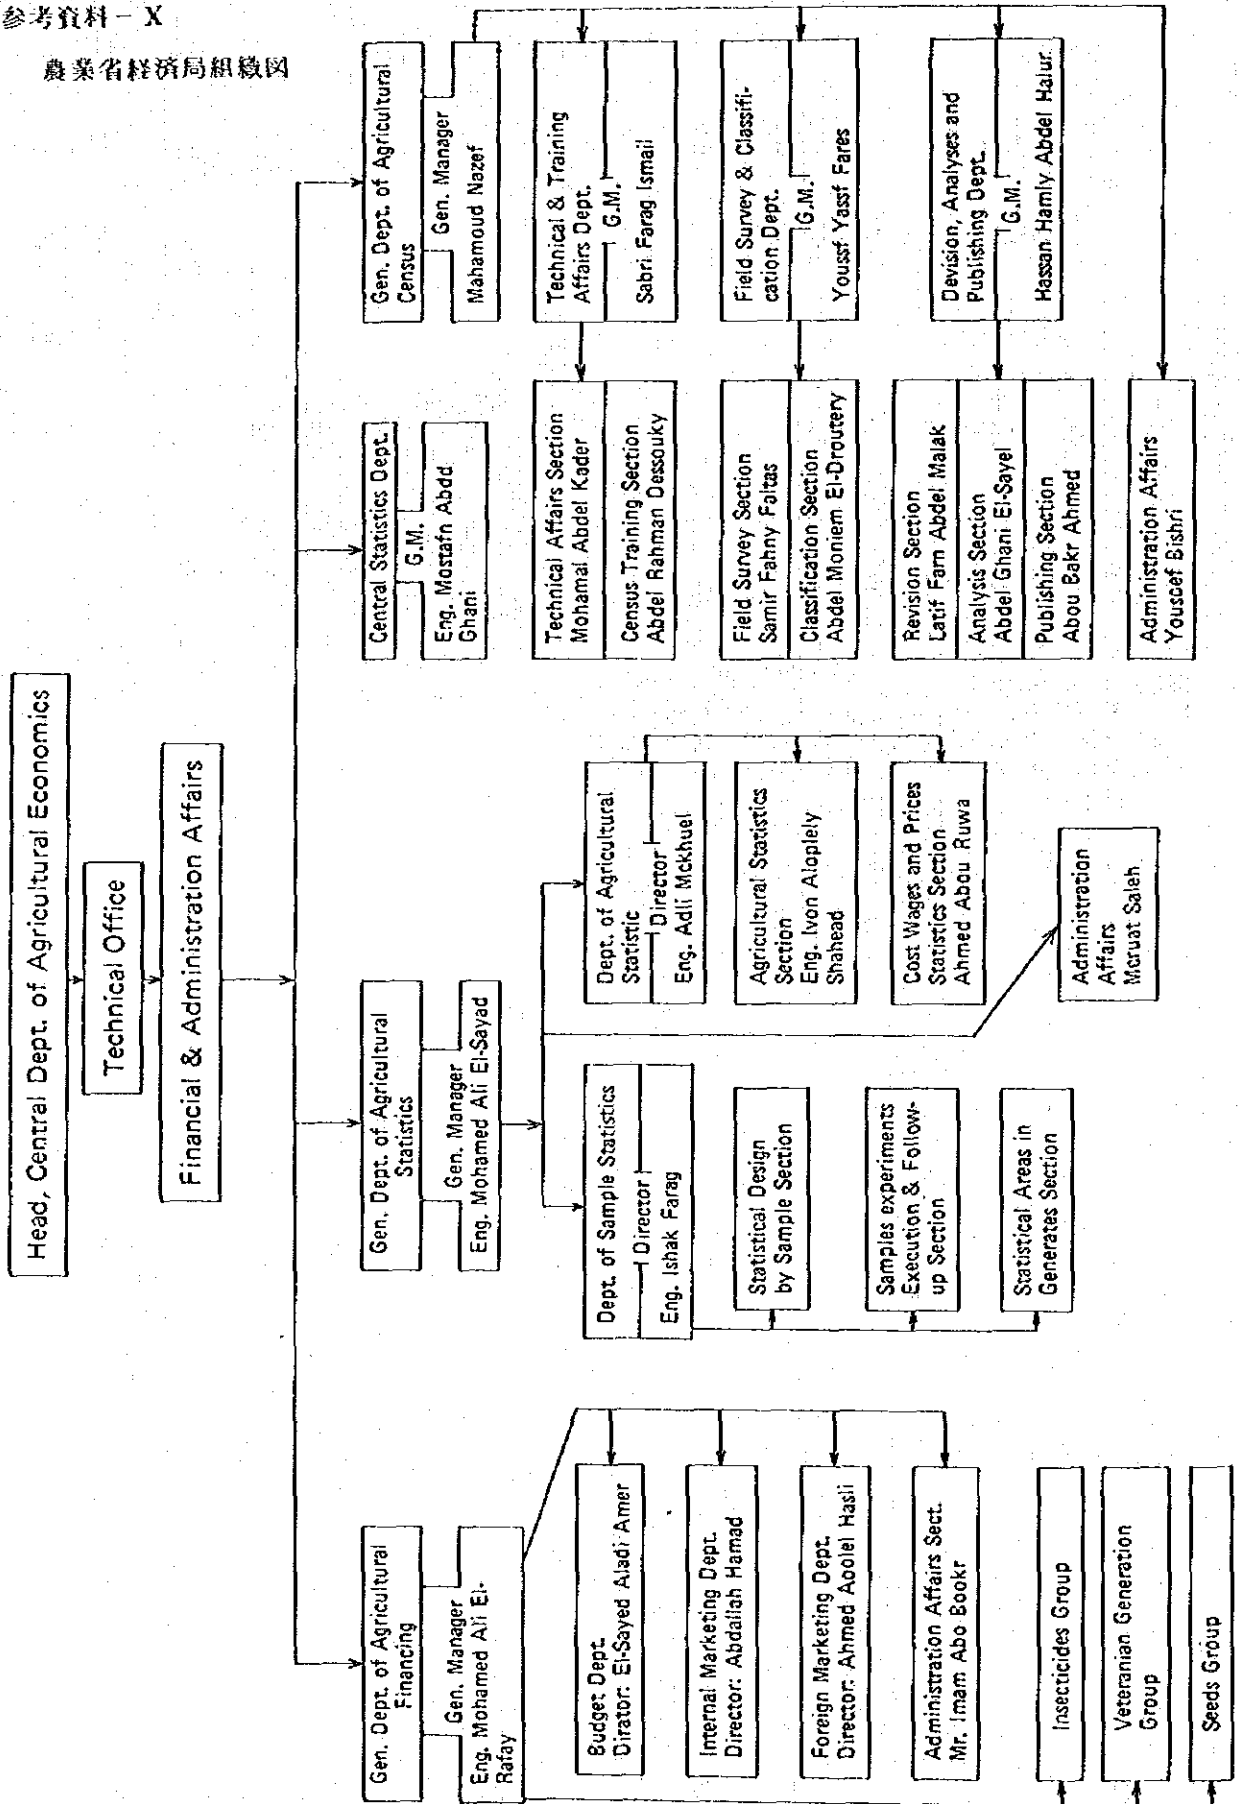 参考資料－X
農業省経済局組織図
Head, Central Dept. of Agricultural Economics
Technical Office
Financial & Administration Affairs
Gen. Dept. of Agricultural
Financing
Gen. Manager
Eng. Mohamed Ali El-
Rafay
Budget Dept.
Dirator: El-Sayed Aladi Amer
Internal Marketing Dept.
Director: Abdallah Hamad
Foreign Marketing Dept.
Director: Ahmed Aoolel Hasli
Administration Affairs Sect.
Mr. Imam Abo Bookr
Insecticides Group
Veteranian Generation
Group
Seeds Group
Gen. Dept. of Agricultural
Statistics
Gen. Manager
Eng. Mohamed Ali El-Sayad
Dept. of Sample Statistics
Director
Eng. Ishak Farag
Statistical Design
by Sample Section
Samples experiments
Execution & Follow-
up Section
Statistical Areas in
Generates Section
Dept. of Agricultural
Statistic
Director
Eng. Adli Mckhuel
Agricultural Statistics
Section
Eng. Ivon Aloplely
Shahead
Cost Wages and Prices
Statistics Section
Ahmed Abou Ruwa
Administration
Affairs
Mcruat Saleh
Central Statistics Dept.
G.M.
Eng. Mostafn Abdd
Ghani
Gen. Dept. of Agricultural
Census
Gen. Manager
Mahamoud Nazef
Technical & Training
Affairs Dept.
G.M.
Sabri Farag Ismail
Technical Affairs Section
Mohamal Abdel Kader
Census Training Section
Abdel Rahman Dessouky
Field Survey & Classifi-
cation Dept.
G.M.
Youssf Yassf Fares
Field Survey Section
Samir Fahny Faltas
Classification Section
Abdel Moniem El-Droutery
Devision, Analyses and
Publishing Dept.
G.M.
Hassan Hamly Abdel Halur
Revision Section
Latif Farn Abdel Malak
Analysis Section
Abdel Ghani El-Sayel
Publishing Section
Abou Bakr Ahmed
Administration Affairs
Youscef Bishri